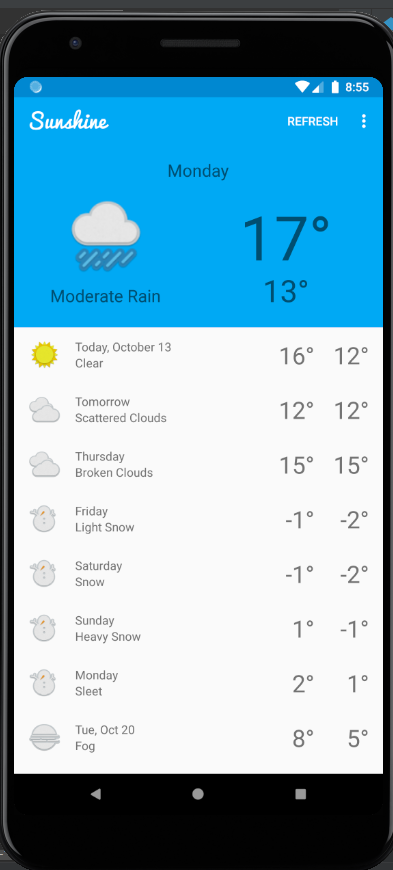 8:55
Sunshine
REFRESH
Monday
17°
Moderate Rain
13°
Today, October 13
Clear
16° 12°
Tomorrow
Scattered Clouds
12° 12°
Thursday
Broken Clouds
15° 15°
Friday
Light Snow
-1° -2°
Saturday
Snow
-1° -2°
Sunday
Heavy Snow
1° -1°
Monday
Sleet
2° 1°
Tue, Oct 20
Fog
8° 5°